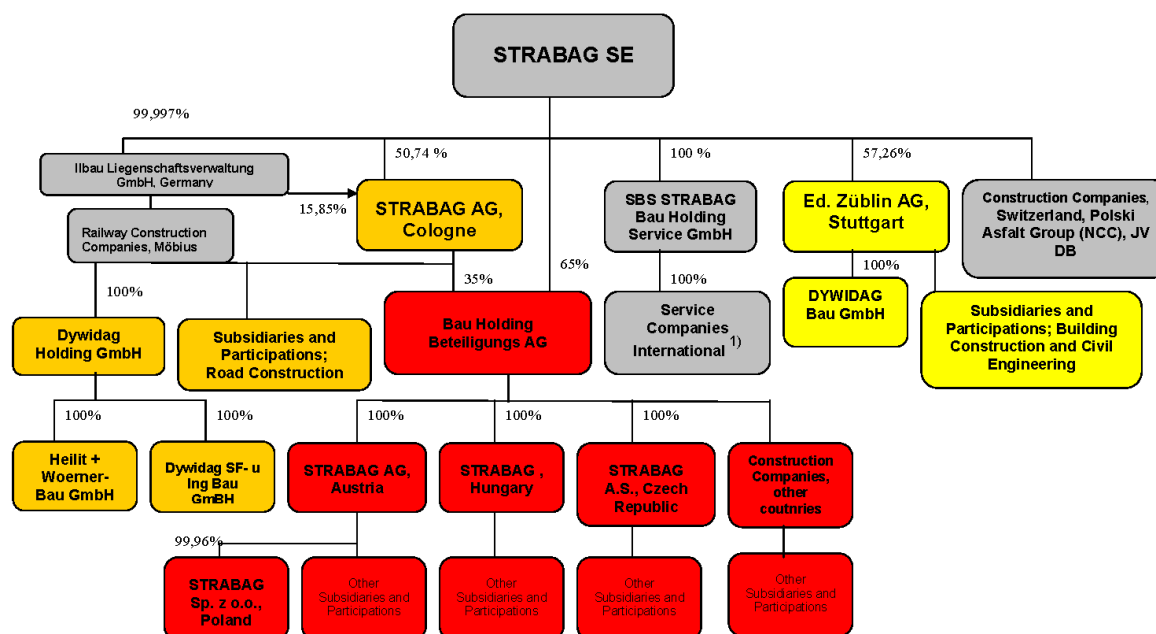 STRABAG SE
99,997%
50,74 %
100 %
57,26%
Ilbau Liegenschaftsverwaltung
GmbH, Germany
15,85%
STRABAG AG,
Cologne
SBS STRABAG
Bau Holding
Service GmbH
Ed. Züblin AG,
Stuttgart
Construction Companies,
Switzerland, Polski
Asfalt Group (NCC), JV
DB
Railway Construction
Companies, Möbius
100%
35%
65%
100%
100%
Dywidag
Holding GmbH
Subsidiaries and
Participations;
Road Construction
Bau Holding
Beteiligungs AG
Service
Companies
International 1)
DYWIDAG
Bau GmbH
Subsidiaries and
Participations; Building
Construction and Civil
Engineering
100%
100%
100%
100%
100%
Heilit +
Woerner-
Bau GmbH
Dywidag SF- u
Ing Bau
GmBH
STRABAG AG,
Austria
STRABAG ,
Hungary
STRABAG
A.S., Czech
Republic
Construction
Companies,
other
coutnries
99,96%
STRABAG
Sp. z o.o.,
Poland
Other
Subsidiaries and
Participations
Other
Subsidiaries and
Participations
Other
Subsidiaries and
Participations
Other
Subsidiaries and
Participations